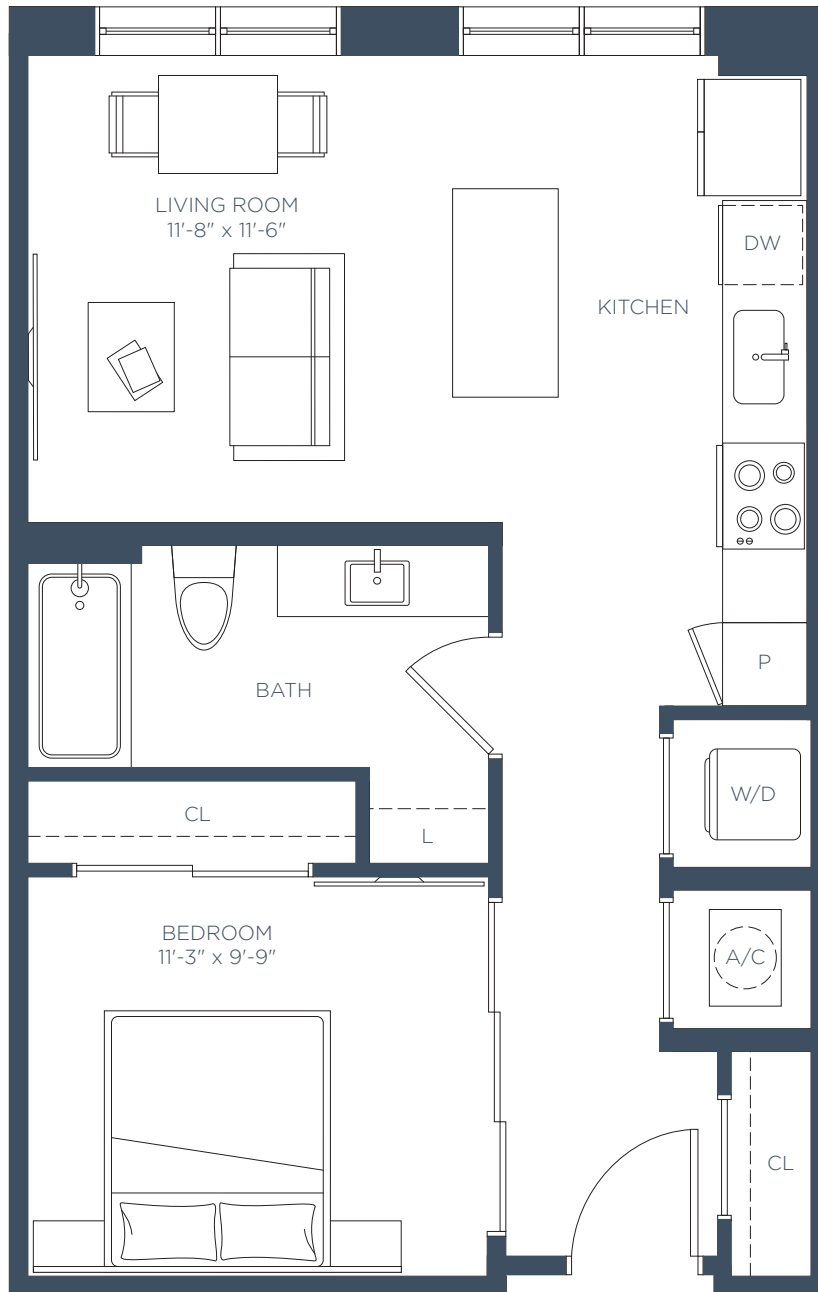 LIVING ROOM
11'-8" x 11'-6"
DW
KITCHEN
P
BATH
W/D
CL
L
BEDROOM
11'-3" x 9'-9"
A/C
CL